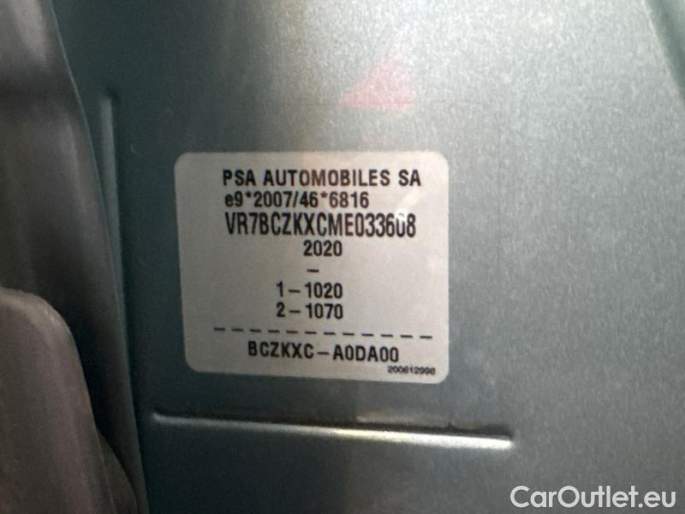 PSA AUTOMOBILES SA
e9*2007/46*6816
VR7BCZKXCME033608
2020
–
1–1020
2–1070
BCZKXC–A0DA00
CarOutlet.eu